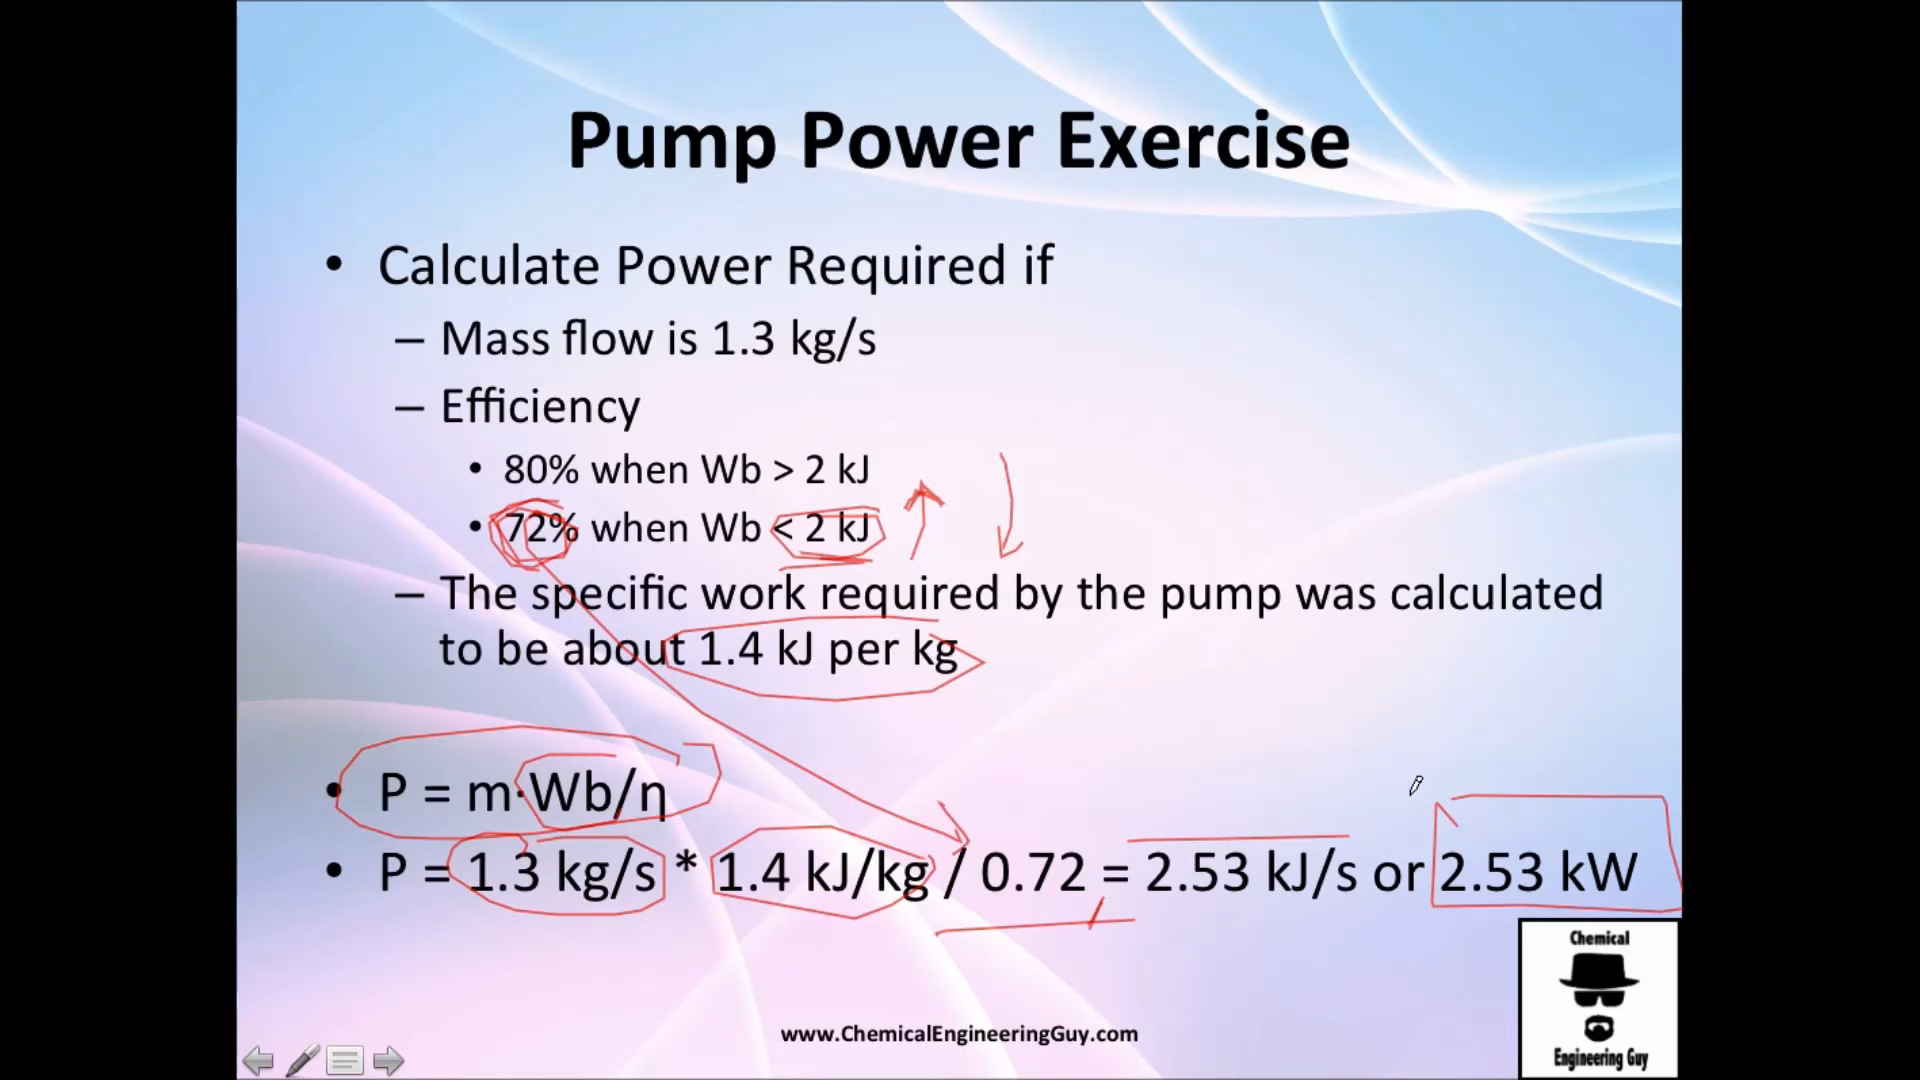 Pump Power Exercise
• Calculate Power Required if
– Mass flow is 1.3 kg/s
– Efficiency
• 80% when Wb > 2 kJ
• 72% when Wb < 2 kJ
– The specific work required by the pump was calculated
to be about 1.4 kJ per kg
• P = m·Wb/η
• P = 1.3 kg/s * 1.4 kJ/kg / 0.72 = 2.53 kJ/s or 2.53 kW
Chemical
Engineering Guy
www.ChemicalEngineeringGuy.com